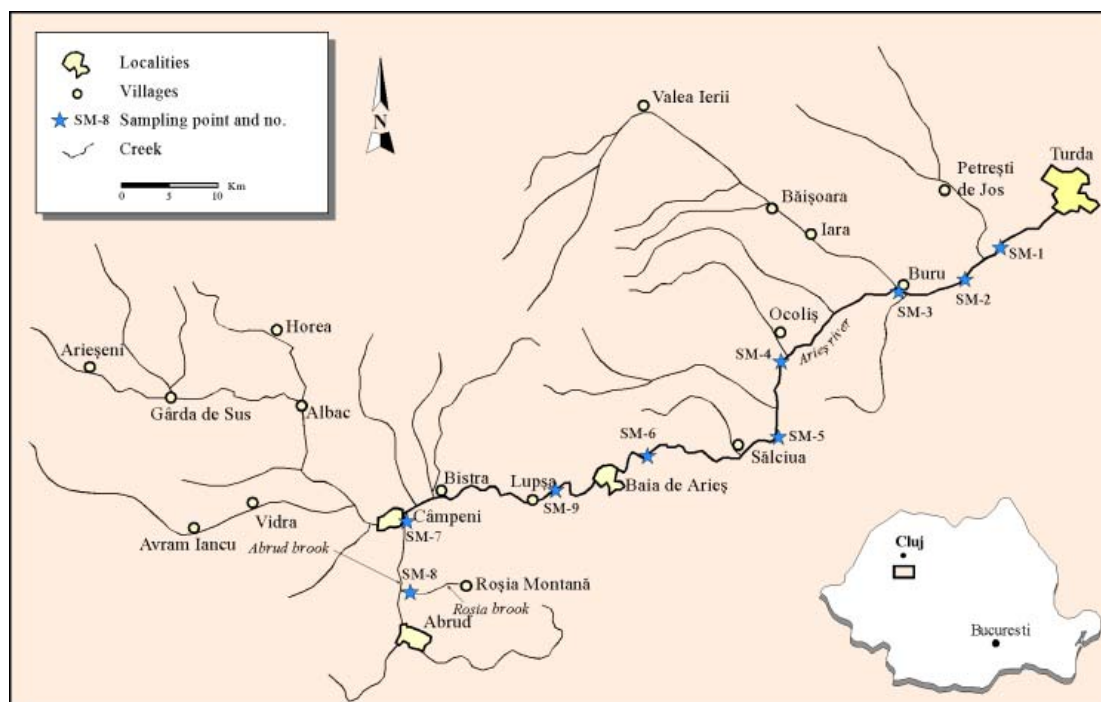 Localities
Villages
SM-8 Sampling point and no.
Creek
0 5 10 Km
N
Valea Ierii
Turda
Petrești
de Jos
Băișoara
Iara
SM-1
Buru
SM-2
SM-3
Ocoliș
Arieș river
SM-4
Horea
Arieșeni
Gârda de Sus
Albac
SM-5
SM-6
Sălciua
Bistra
Lupșa
Baia de Arieș
SM-9
Câmpeni
Vidra
SM-7
Avram Iancu
Abrud brook
SM-8
Roșia Montană
Rosia brook
Abrud
Cluj
Bucuresti